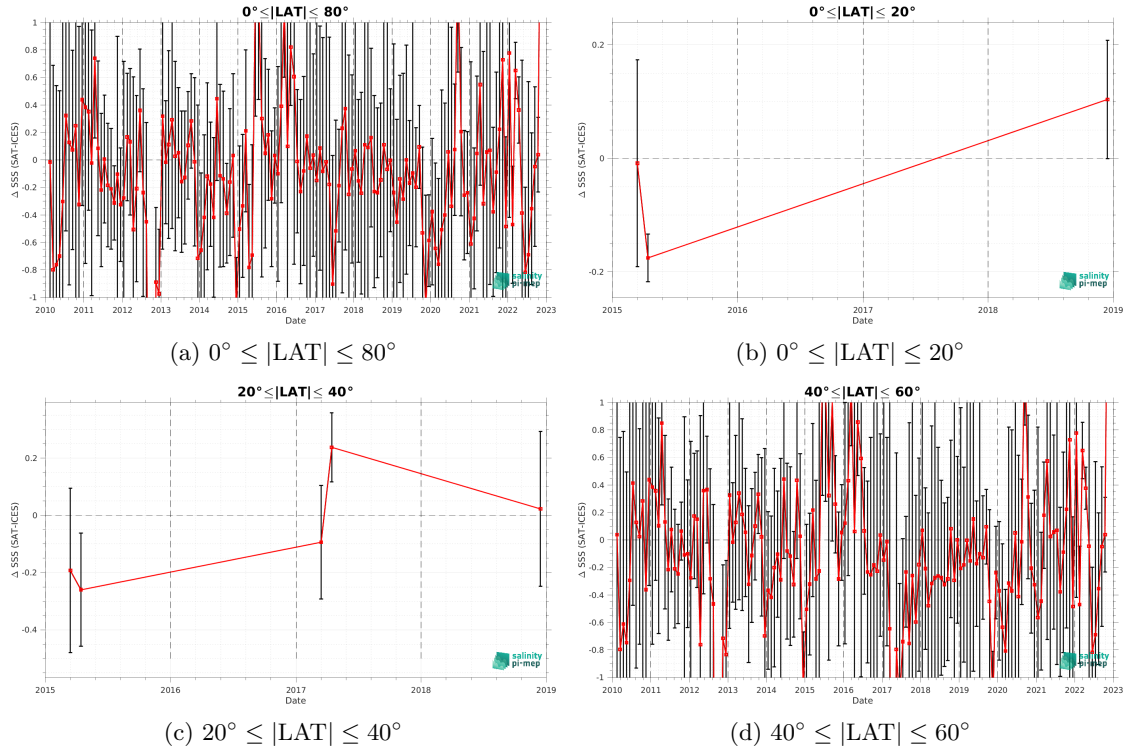 0°≤|LAT|≤ 80°
Δ SSS (SAT-ICES)
1
0.8
0.6
0.4
0.2
0
-0.2
-0.4
-0.6
-0.8
-1
2010 2011 2012 2013 2014 2015 2016 2017 2018 2019 2020 2021 2022 2023
Date
salinity
pi-mep
(a) 0° ≤ |LAT| ≤ 80°
0°≤|LAT|≤ 20°
Δ SSS (SAT-ICES)
0.2
0
-0.2
2015 2016 2017 2018 2019
Date
salinity
pi-mep
(b) 0° ≤ |LAT| ≤ 20°
20°≤|LAT|≤ 40°
Δ SSS (SAT-ICES)
0.2
0
-0.2
-0.4
2015 2016 2017 2018 2019
Date
salinity
pi-mep
(c) 20° ≤ |LAT| ≤ 40°
40°≤|LAT|≤ 60°
Δ SSS (SAT-ICES)
1
0.8
0.6
0.4
0.2
0
-0.2
-0.4
-0.6
-0.8
-1
2010 2011 2012 2013 2014 2015 2016 2017 2018 2019 2020 2021 2022 2023
Date
salinity
pi-mep
(d) 40° ≤ |LAT| ≤ 60°